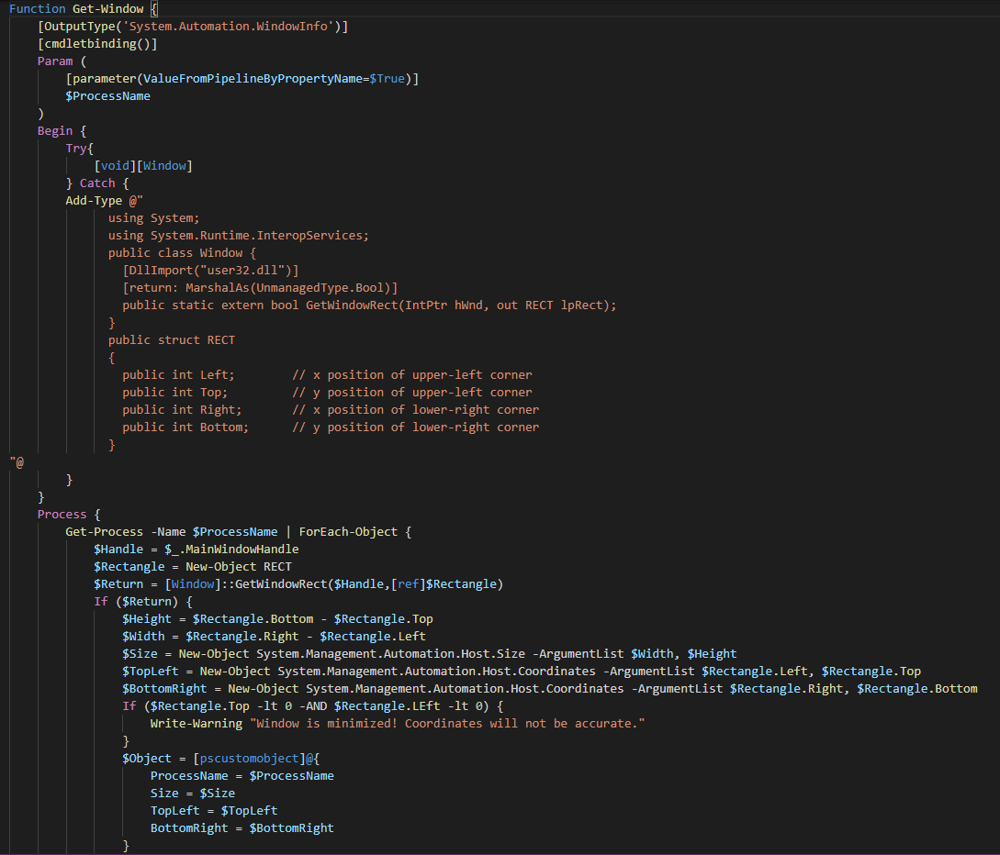 Function Get-Window {
    [OutputType('System.Automation.WindowInfo')]
    [cmdletbinding()]
    Param (
        [parameter(ValueFromPipelineByPropertyName=$True)]
        $ProcessName
    )
    Begin {
        Try{
            [void][Window]
        } Catch {
        Add-Type @"
              using System;
              using System.Runtime.InteropServices;
              public class Window {
                [DllImport("user32.dll")]
                [return: MarshalAs(UnmanagedType.Bool)]
                public static extern bool GetWindowRect(IntPtr hWnd, out RECT lpRect);
              }
              public struct RECT
              {
                public int Left;        // x position of upper-left corner
                public int Top;         // y position of upper-left corner
                public int Right;       // x position of lower-right corner
                public int Bottom;      // y position of lower-right corner
              }
"@
        }
    }
    Process {
        Get-Process -Name $ProcessName | ForEach-Object {
            $Handle = $_.MainWindowHandle
            $Rectangle = New-Object RECT
            $Return = [Window]::GetWindowRect($Handle,[ref]$Rectangle)
            If ($Return) {
                $Height = $Rectangle.Bottom - $Rectangle.Top
                $Width = $Rectangle.Right - $Rectangle.Left
                $Size = New-Object System.Management.Automation.Host.Size -ArgumentList $Width, $Height
                $TopLeft = New-Object System.Management.Automation.Host.Coordinates -ArgumentList $Rectangle.Left, $Rectangle.Top
                $BottomRight = New-Object System.Management.Automation.Host.Coordinates -ArgumentList $Rectangle.Right, $Rectangle.Bottom
                If ($Rectangle.Top -lt 0 -AND $Rectangle.LEft -lt 0) {
                    Write-Warning "Window is minimized! Coordinates will not be accurate."
                }
                $Object = [pscustomobject]@{
                    ProcessName = $ProcessName
                    Size = $Size
                    TopLeft = $TopLeft
                    BottomRight = $BottomRight
                }